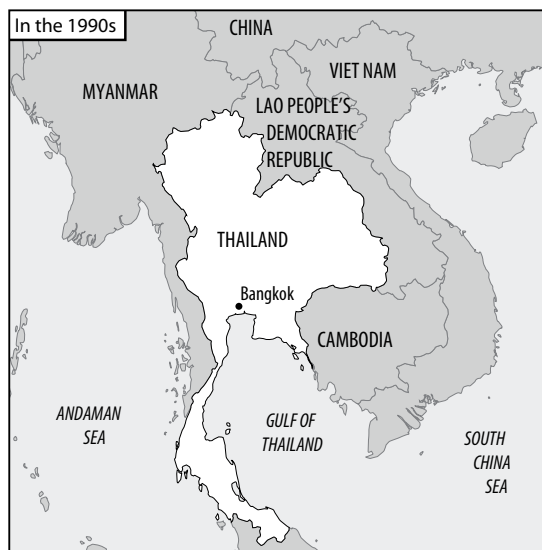 In the 1990s
CHINA
VIET NAM
MYANMAR
LAO PEOPLE'S
DEMOCRATIC
REPUBLIC
THAILAND
Bangkok
CAMBODIA
ANDAMAN
SEA
GULF OF
THAILAND
SOUTH
CHINA
SEA